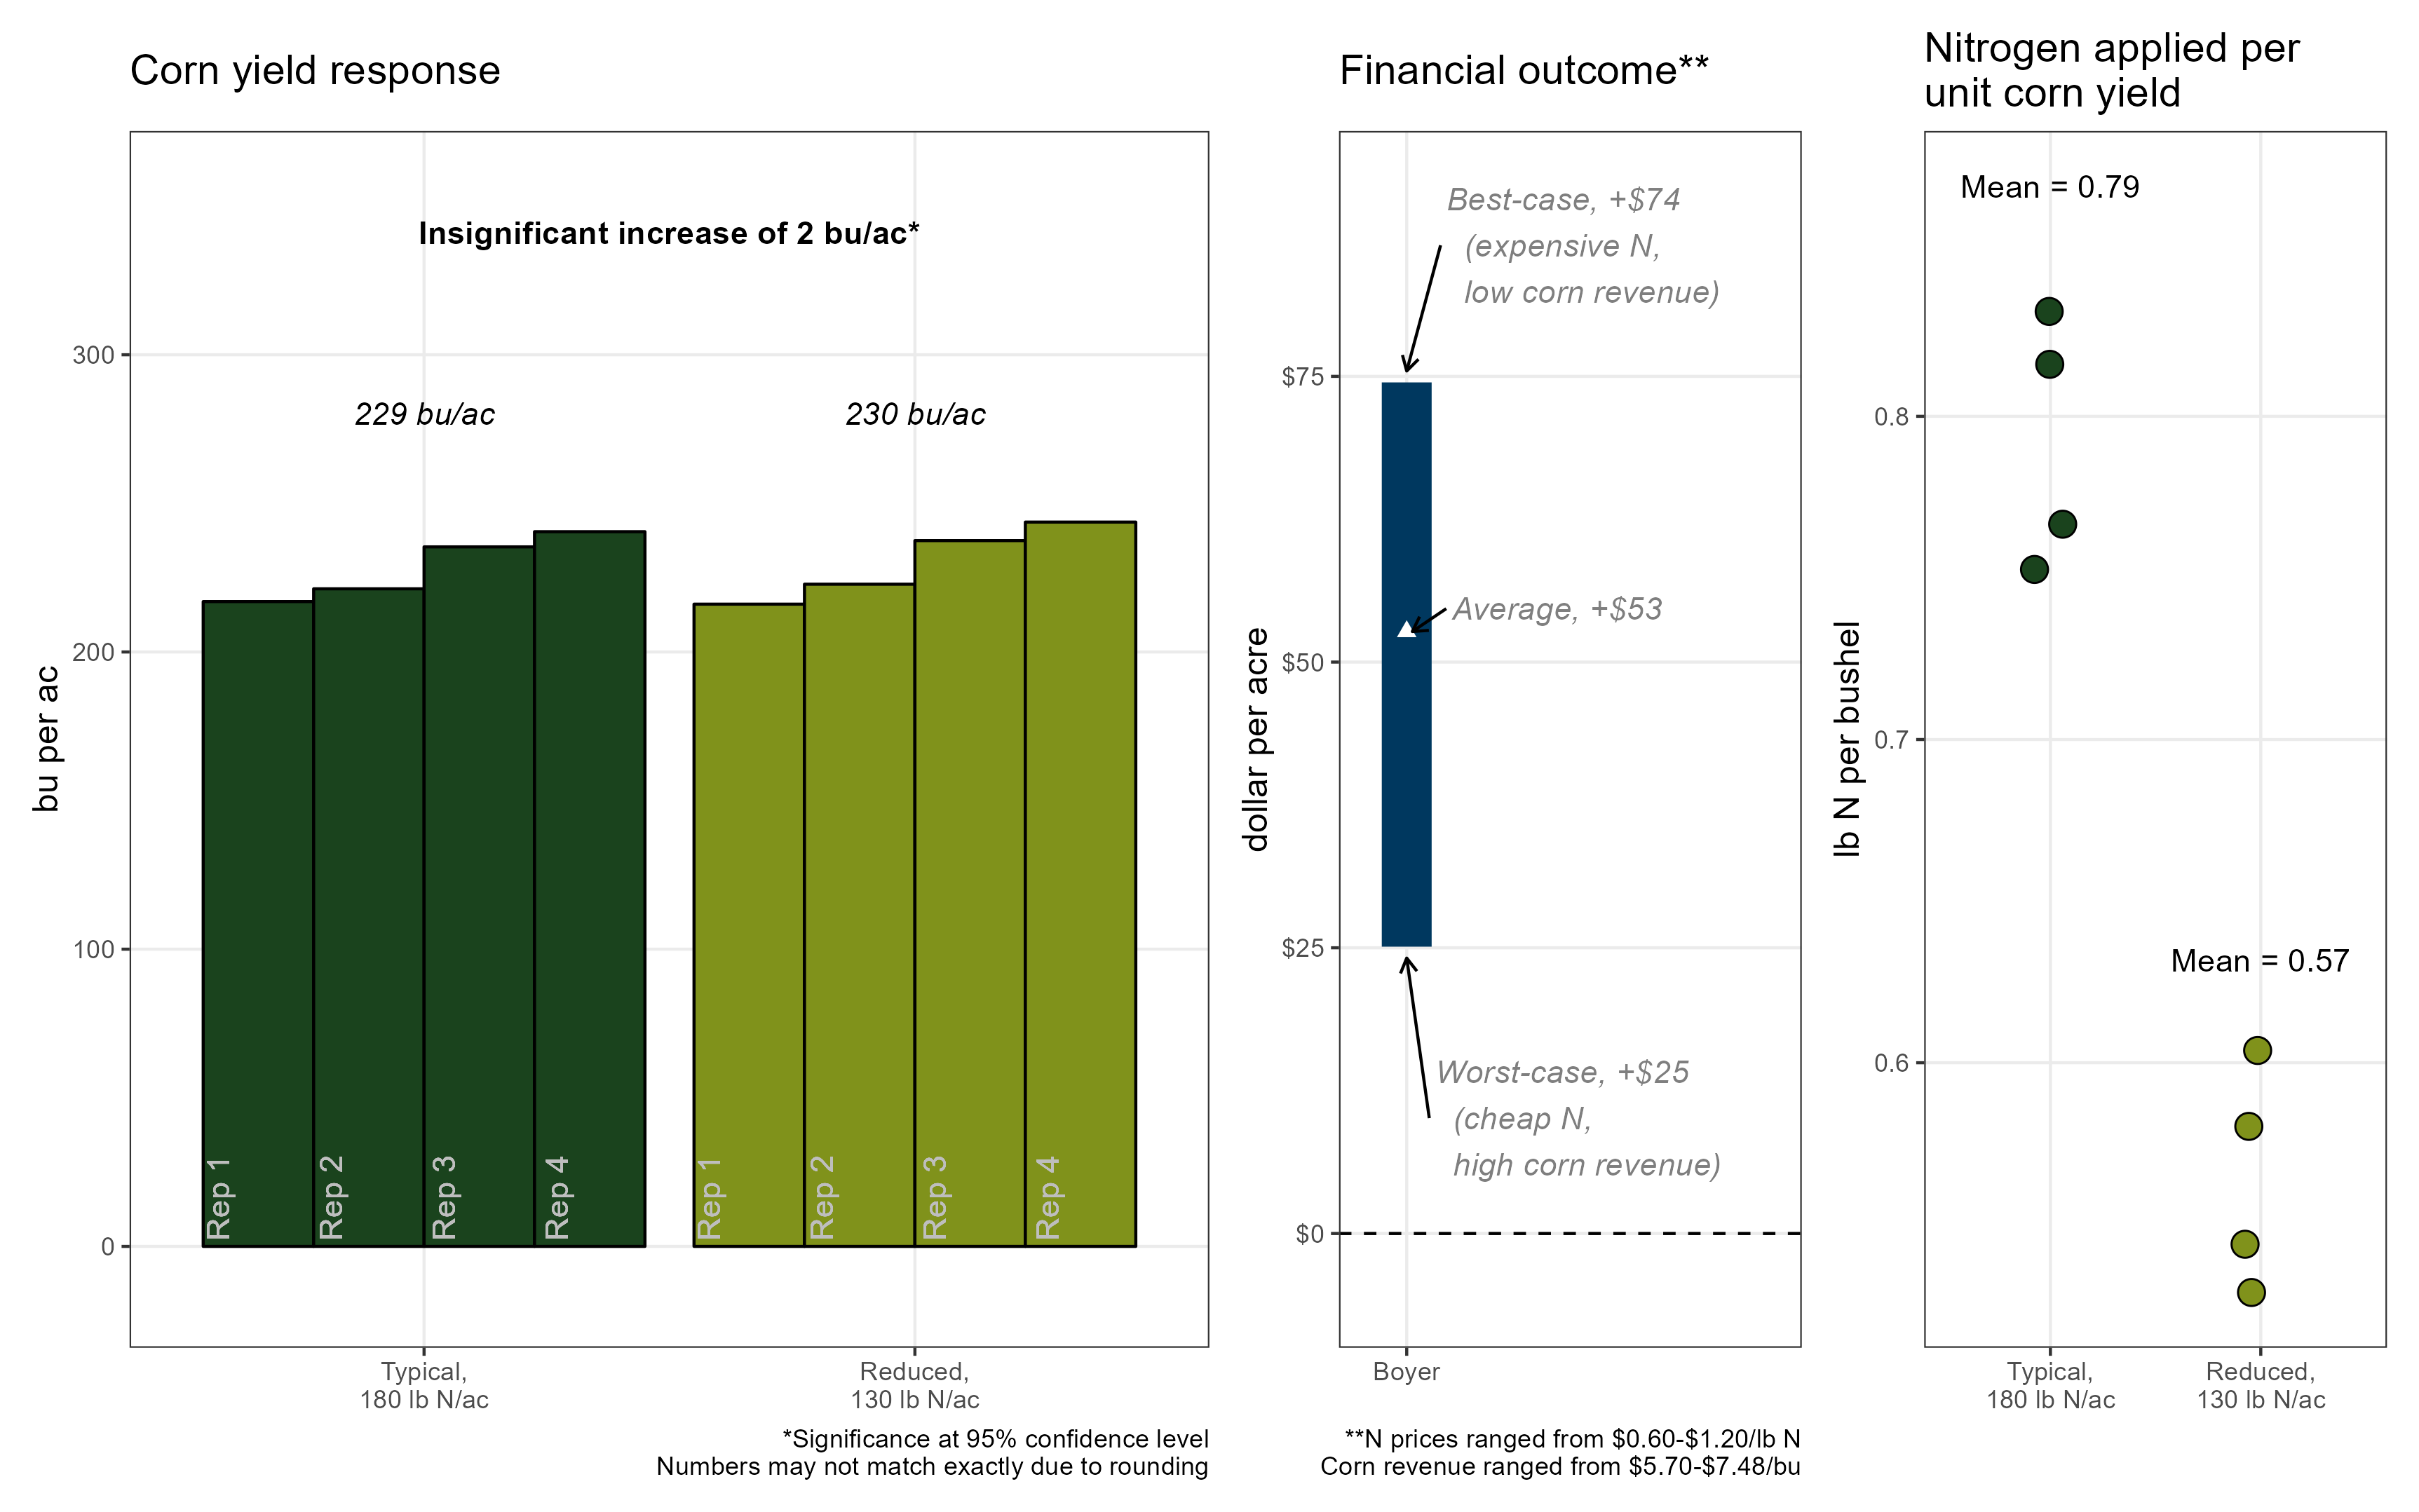 Corn yield response
Insignificant increase of 2 bu/ac*
229 bu/ac
230 bu/ac
bu per ac
300
200
100
0
Rep 1
Rep 2
Rep 3
Rep 4
Rep 1
Rep 2
Rep 3
Rep 4
Typical,
180 lb N/ac
Reduced,
130 lb N/ac
*Significance at 95% confidence level
Numbers may not match exactly due to rounding
Financial outcome**
dollar per acre
$75
$50
$25
$0
Best-case, +$74
(expensive N,
low corn revenue)
Average, +$53
Worst-case, +$25
(cheap N,
high corn revenue)
Boyer
**N prices ranged from $0.60-$1.20/lb N
Corn revenue ranged from $5.70-$7.48/bu
Nitrogen applied per
unit corn yield
lb N per bushel
0.8
0.7
0.6
Mean = 0.79
Mean = 0.57
Typical,
180 lb N/ac
Reduced,
130 lb N/ac